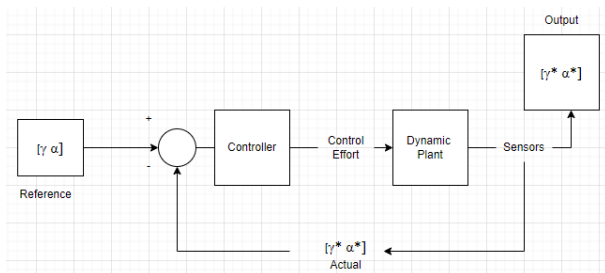 Output
[γ* α*]
+
[γ α]
-
Controller
Control
Effort
Dynamic
Plant
Sensors
Reference
[γ* α*]
Actual